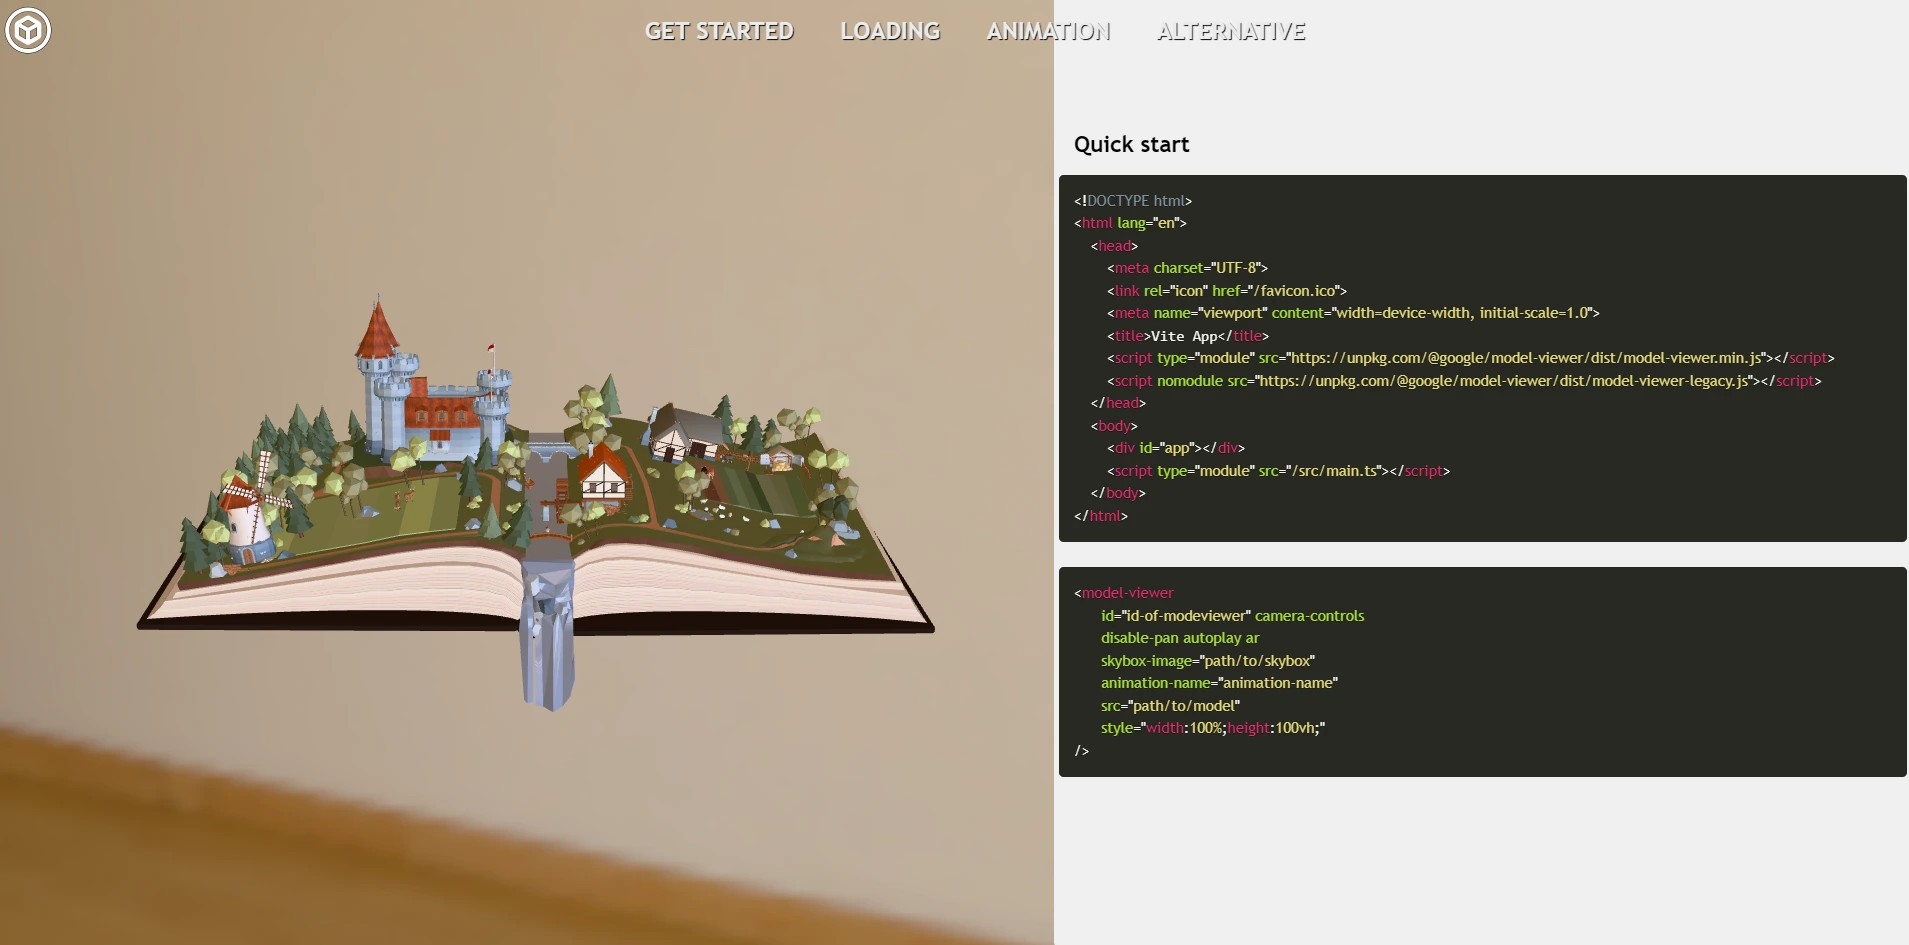 GET STARTED LOADING ANIMATION ALTERNATIVE
Quick start
<!DOCTYPE html>
<html lang="en">
<head>
<meta charset="UTF-8">
<link rel="icon" href="/favicon.ico">
<meta name="viewport" content="width=device-width, initial-scale=1.0">
<title>Vite App</title>
<script type="module" src="https://unpkg.com/@google/model-viewer/dist/model-viewer.min.js"></script>
<script nomodule src="https://unpkg.com/@google/model-viewer/dist/model-viewer-legacy.js"></script>
</head>
<body>
<div id="app"></div>
<script type="module" src="/src/main.ts"></script>
</body>
</html>
<model-viewer
id="id-of-modeviewer" camera-controls
disable-pan autoplay ar
skybox-image="path/to/skybox"
animation-name="animation-name"
src="path/to/model"
style="width:100%;height:100vh;"
/>